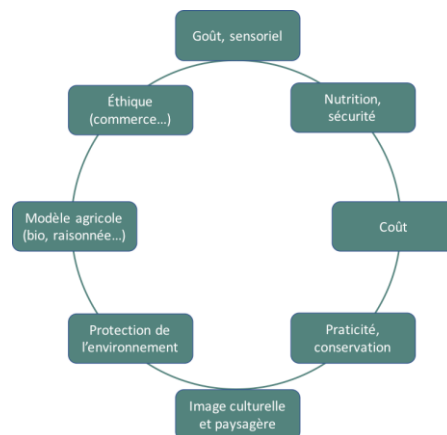 Goût, sensoriel
Nutrition,
sécurité
Coût
Praticité,
conservation
Image culturelle
et paysagère
Protection de
l’environnement
Modèle agricole
(bio, raisonnée…)
Éthique
(commerce…)